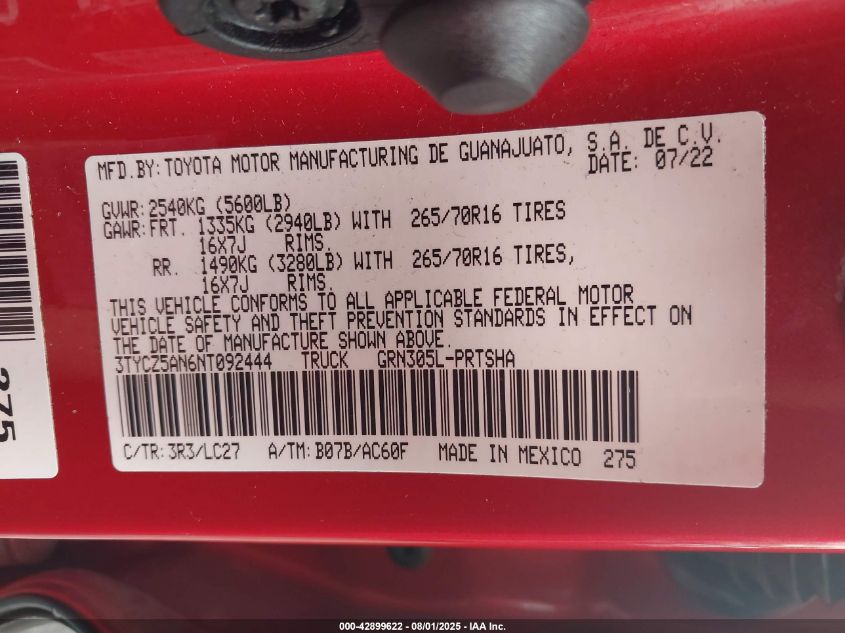 MFD.BY: TOYOTA MOTOR MANUFACTURING DE GUANAJUATO, S.A. DE C.V.
DATE: 07/22
GVWR: 2540KG (5600LB)
GAWR: FRT. 1335KG (2940LB) WITH 265/70R16 TIRES
16X7J RIMS.
RR. 1490KG (3280LB) WITH 265/70R16 TIRES,
16X7J RIMS.
THIS VEHICLE CONFORMS TO ALL APPLICABLE FEDERAL MOTOR
VEHICLE SAFETY AND THEFT PREVENTION STANDARDS IN EFFECT ON
THE DATE OF MANUFACTURE SHOWN ABOVE.
3TYCZ5AN6NT092444 TRUCK GRN305L-PRTSHA
C/TR: 3R3/LC27 A/TM: B07B/AC60F MADE IN MEXICO 275
275
000-42899622 - 08/01/2025 - IAA Inc.